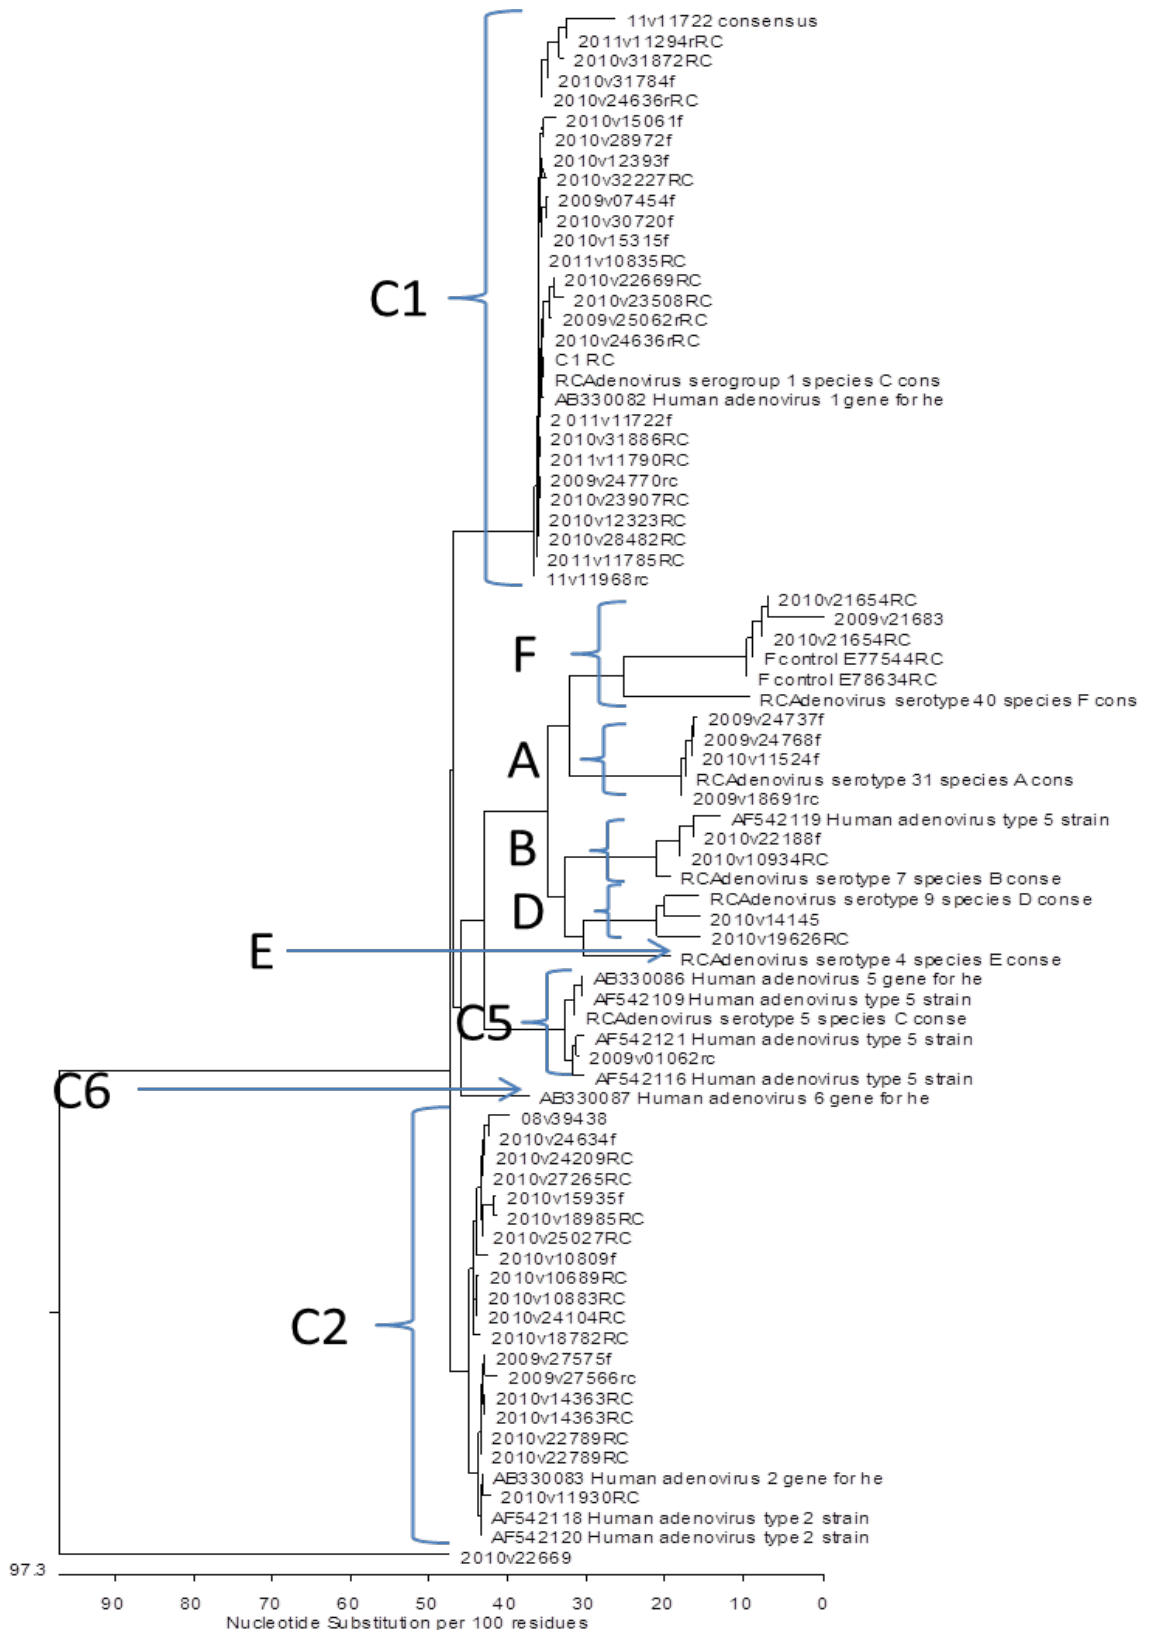 11v11722 consensus
2011v11294rRC
2010v31872RC
2010v31784f
2010v24636rRC
2010v15061f
2010v28972f
2010v12393f
2010v32227RC
2009v07454f
2010v30720f
2010v15315f
2011v10835RC
2010v22669RC
C1
2010v23508RC
2009v25062rRC
2010v24636rRC
C1 RC
RCAdenovirus serogroup 1 species C cons
AB330082 Human adenovirus 1 gene for he
2011v11722f
2010v31886RC
2011v11790RC
2009v24770rc
2010v23907RC
2010v12323RC
2010v28482RC
2011v11785RC
11v11968rc
2010v21654RC
2009v21683
2010v21654RC
F
F control E77544RC
F control E78634RC
RCAdenovirus serotype 40 species F cons
2009v24737f
2009v24768f
A
2010v11524f
RCAdenovirus serotype 31 species A cons
2009v18691rc
AF542119 Human adenovirus type 5 strain
2010v22188f
B
2010v10934RC
RCAdenovirus serotype 7 species B conse
RCAdenovirus serotype 9 species D conse
D
2010v14145
2010v19626RC
E
RCAdenovirus serotype 4 species E conse
AB330086 Human adenovirus 5 gene for he
AF542109 Human adenovirus type 5 strain
C5
RCAdenovirus serotype 5 species C conse
AF542121 Human adenovirus type 5 strain
2009v01062rc
AF542116 Human adenovirus type 5 strain
C6
AB330087 Human adenovirus 6 gene for he
08v39438
2010v24634f
2010v24209RC
2010v27265RC
2010v15935f
2010v18985RC
2010v25027RC
2010v10809f
2010v10689RC
2010v10883RC
2010v24104RC
C2
2010v18782RC
2009v27575f
2009v27566rc
2010v14363RC
2010v14363RC
2010v22789RC
2010v22789RC
AB330083 Human adenovirus 2 gene for he
2010v11930RC
AF542118 Human adenovirus type 2 strain
AF542120 Human adenovirus type 2 strain
2010v22669
97.3
90 80 70 60 50 40 30 20 10 0
Nucleotide Substitution per 100 residues